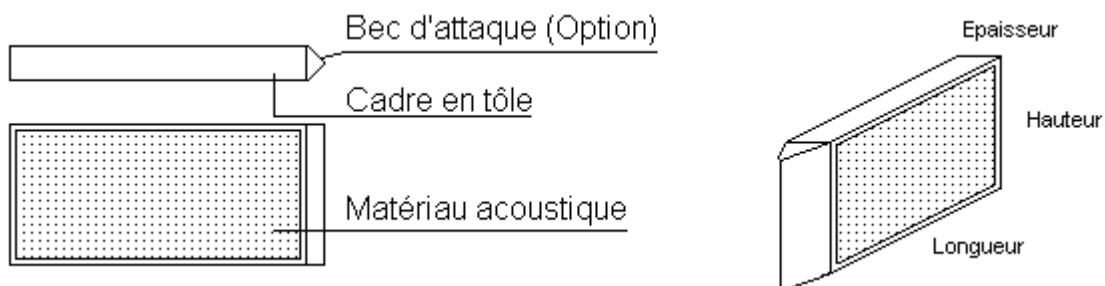 Bec d'attaque (Option)
Cadre en tôle
Matériau acoustique
Epaisseur
Hauteur
Longueur